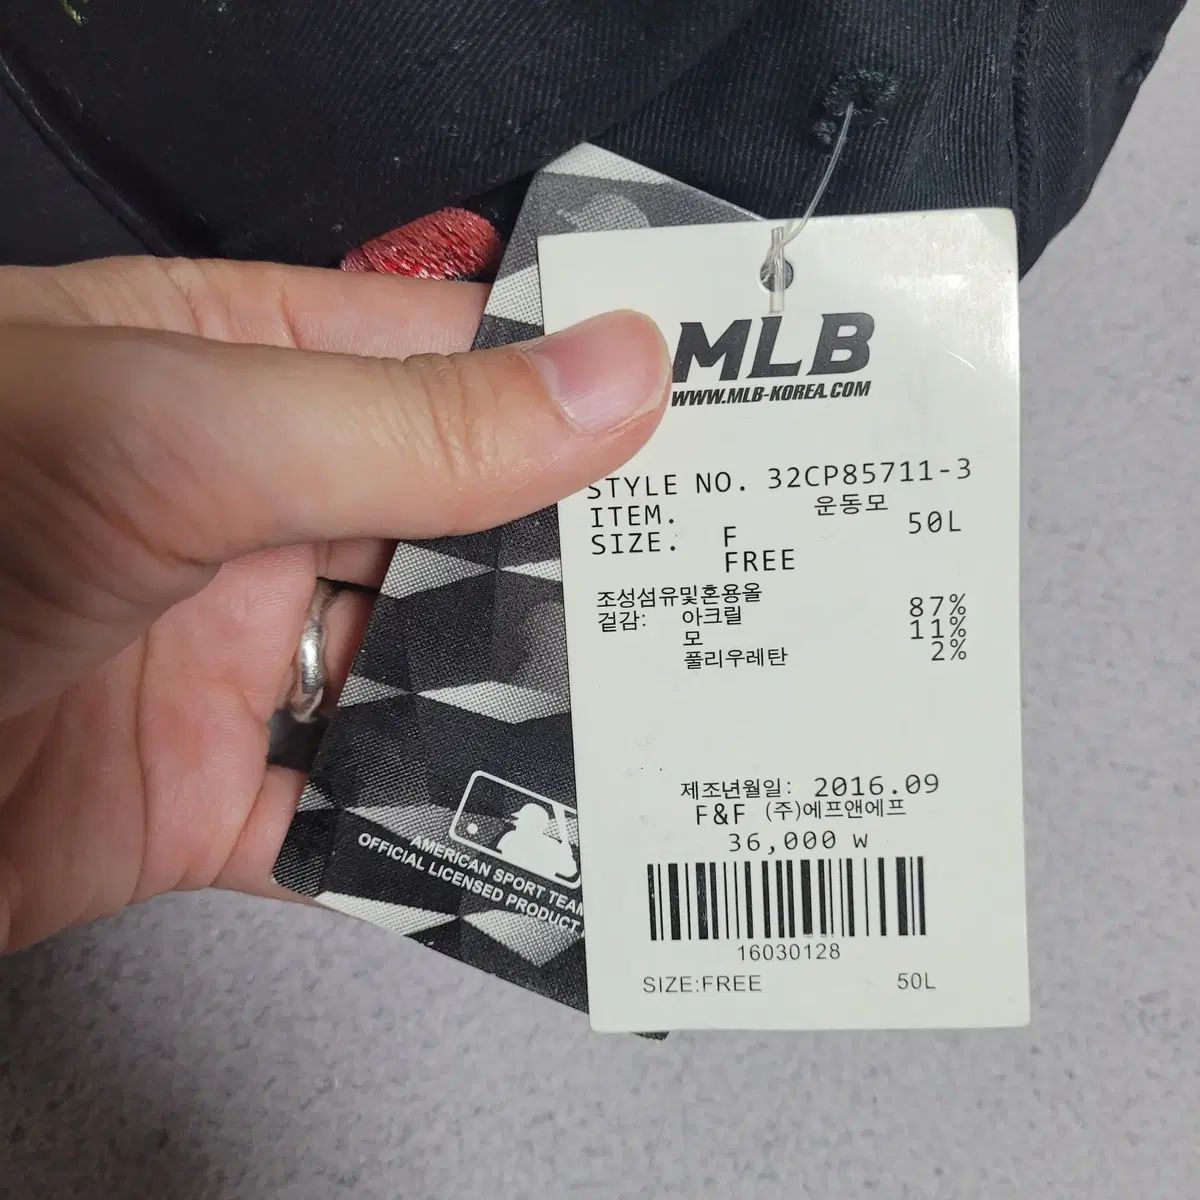 MLB
WWW.MLB-KOREA.COM
STYLE NO. 32CP85711-3
ITEM. 운동모
SIZE. F 50L
FREE
조성섬유및혼용율
겉감: 아크릴 87%
모 11%
폴리우레탄 2%
제조년월일: 2016.09
F&F (주)에프앤에프
36,000 W
16030128
SIZE:FREE 50L
AMERICAN SPORT TEAM
OFFICIAL LICENSED PRODUCT